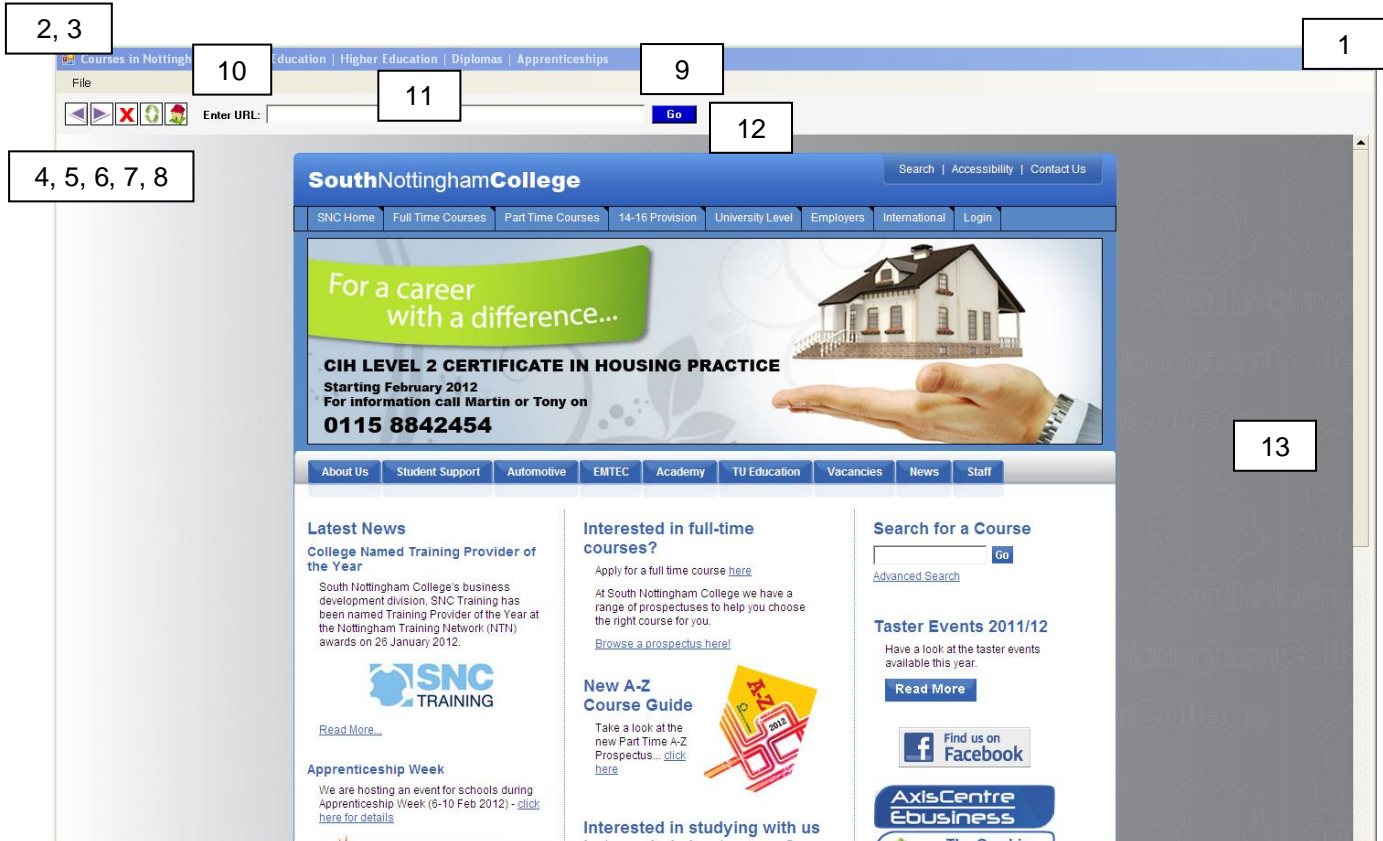 2, 3
1
Courses in Notting Education | Higher Education | Diplomas | Apprenticeships
10
9
File
11
Enter URL:
Go
12
4, 5, 6, 7, 8
SouthNottinghamCollege
Search | Accessibility | Contact Us
SNC Home Full Time Courses Part Time Courses 14-16 Provision University Level Employers International Login
For a career
with a difference...
CIH LEVEL 2 CERTIFICATE IN HOUSING PRACTICE
Starting February 2012
For information call Martin or Tony on
0115 8842454
13
About Us Student Support Automotive EMTEC Academy TU Education Vacancies News Staff
Latest News
College Named Training Provider of
the Year
South Nottingham College's business
development division, SNC Training has
been named Training Provider of the Year at
the Nottingham Training Network (NTN)
awards on 26 January 2012.
SNC
TRAINING
Read More...
Apprenticeship Week
We are hosting an event for schools during
Apprenticeship Week (6-10 Feb 2012) - click
here for details
Interested in full-time
courses?
Apply for a full time course here
At South Nottingham College we have a
range of prospectuses to help you choose
the right course for you.
Browse a prospectus here!
New A-Z
Course Guide
Take a look at the
new Part Time A-Z
Prospectus... click
here
A-Z
2012
Interested in studying with us
Search for a Course
Go
Advanced Search
Taster Events 2011/12
Have a look at the taster events
available this year.
Read More
Find us on
Facebook
AxisCentre
Ebusiness